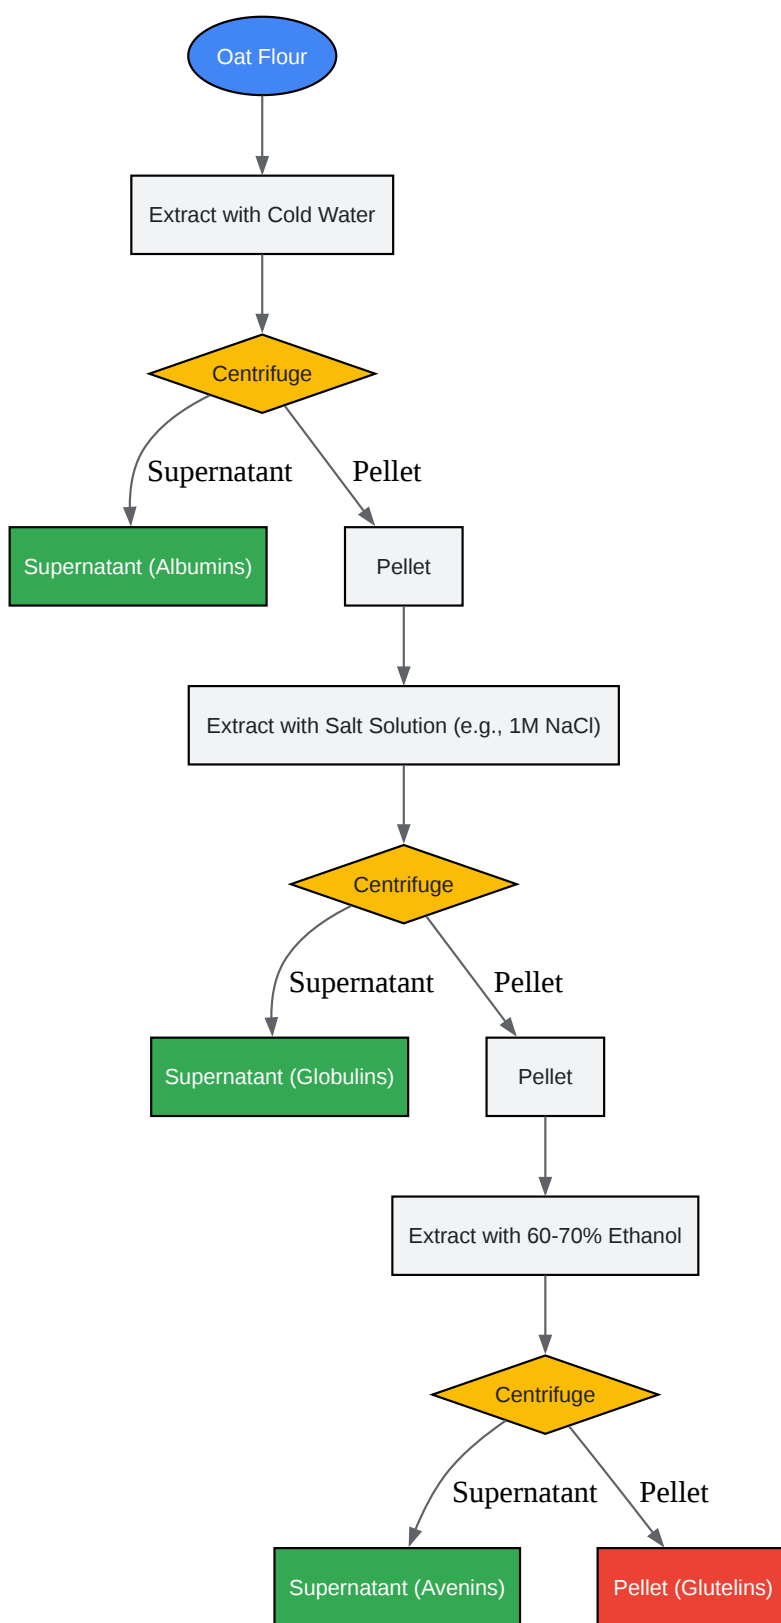 Oat Flour
Extract with Cold Water
Centrifuge
Supernatant
Pellet
Supernatant (Albumins)
Pellet
Extract with Salt Solution (e.g., 1M NaCl)
Centrifuge
Supernatant
Pellet
Supernatant (Globulins)
Pellet
Extract with 60-70% Ethanol
Centrifuge
Supernatant
Pellet
Supernatant (Avenins)
Pellet (Glutelins)